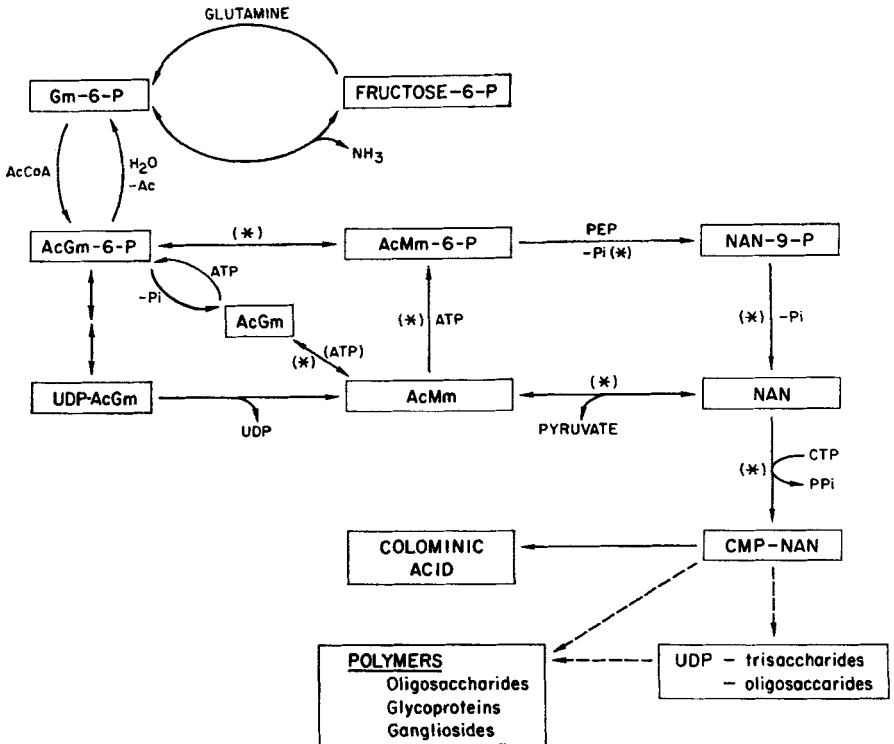 GLUTAMINE
Gm-6-P
FRUCTOSE-6-P
NH3
AcCoA
H2O
-Ac
AcGm-6-P
(*)
AcMm-6-P
PEP
-Pi(*)
NAN-9-P
ATP
-Pi
AcGm
(*) ATP
(*) -Pi
(ATP)
(*)
UDP-AcGm
UDP
AcMm
(*)
PYRUVATE
NAN
(*)
CTP
PPi
COLOMINIC
ACID
CMP-NAN
POLYMERS
Oligosaccharides
Glycoproteins
Gangliosides
UDP - trisaccharides
- oligosaccarides